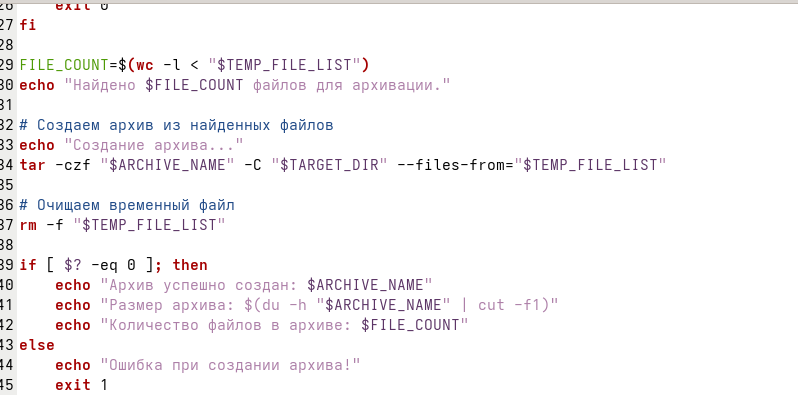 exit 0
27 fi
28
29 FILE_COUNT=$(wc -l < "$TEMP_FILE_LIST")
30 echo "Найдено $FILE_COUNT файлов для архивации."
31
32 # Создаем архив из найденных файлов
33 echo "Создание архива..."
34 tar -czf "$ARCHIVE_NAME" -C "$TARGET_DIR" --files-from="$TEMP_FILE_LIST"
35
36 # Очищаем временный файл
37 rm -f "$TEMP_FILE_LIST"
38
39 if [ $? -eq 0 ]; then
40     echo "Архив успешно создан: $ARCHIVE_NAME"
41     echo "Размер архива: $(du -h "$ARCHIVE_NAME" | cut -f1)"
42     echo "Количество файлов в архиве: $FILE_COUNT"
43 else
44     echo "Ошибка при создании архива!"
45     exit 1